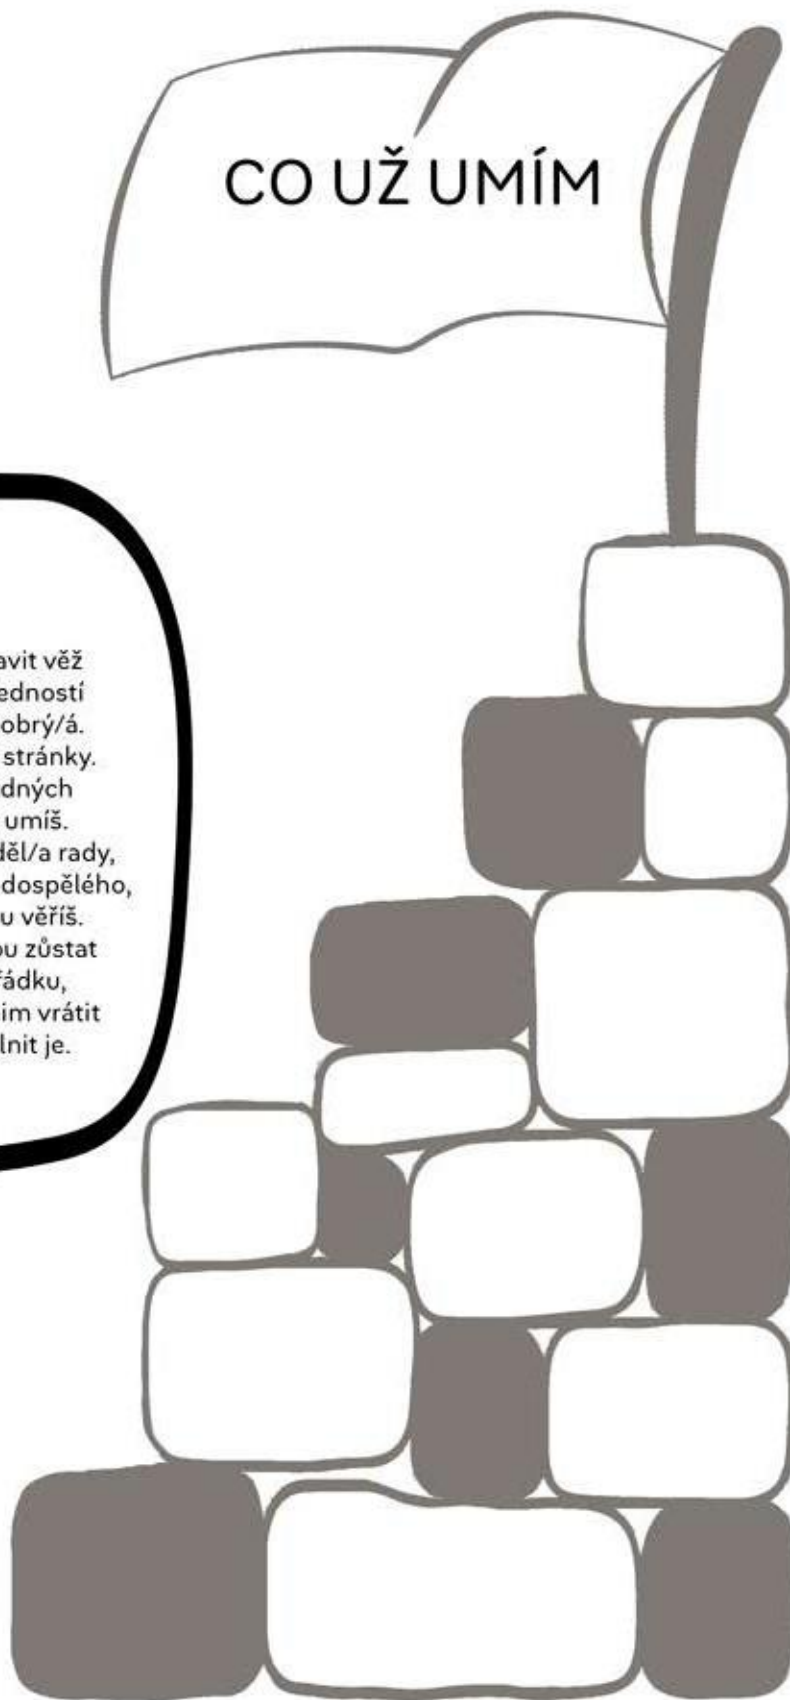 CO UŽ UMÍM
avit věž
edností
obrý/á.
stránky.
dných
umíš.
děl/a rady,
dospělého,
u věříš.
ou zůstat
řádku,
im vrátit
lnit je.